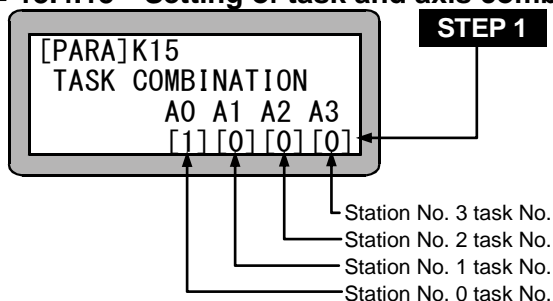 STEP 1
[PARA]K15
TASK COMBINATION
A0 A1 A2 A3
[1][0][0][0]
Station No. 3 task No.
Station No. 2 task No.
Station No. 1 task No.
Station No. 0 task No.